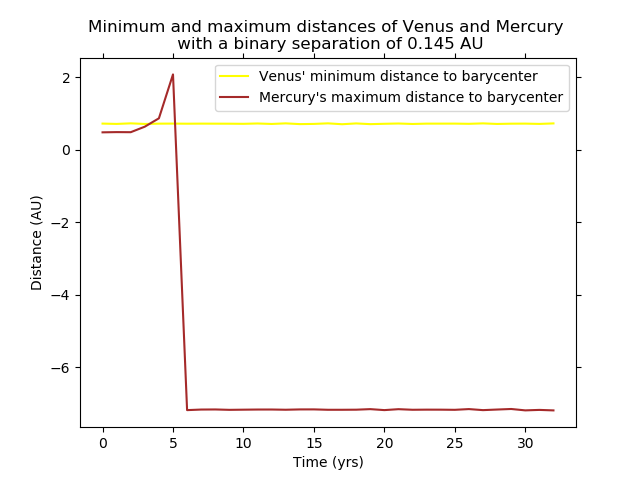 Minimum and maximum distances of Venus and Mercury
with a binary separation of 0.145 AU
Venus' minimum distance to barycenter
Mercury's maximum distance to barycenter
2
0
−2
−4
−6
Distance (AU)
0 5 10 15 20 25 30
Time (yrs)